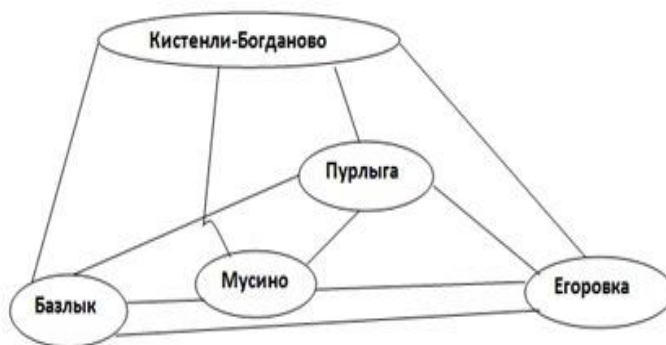 Кистенли-Богданово
Пурлыга
Мусино
Базлык
Егоровка